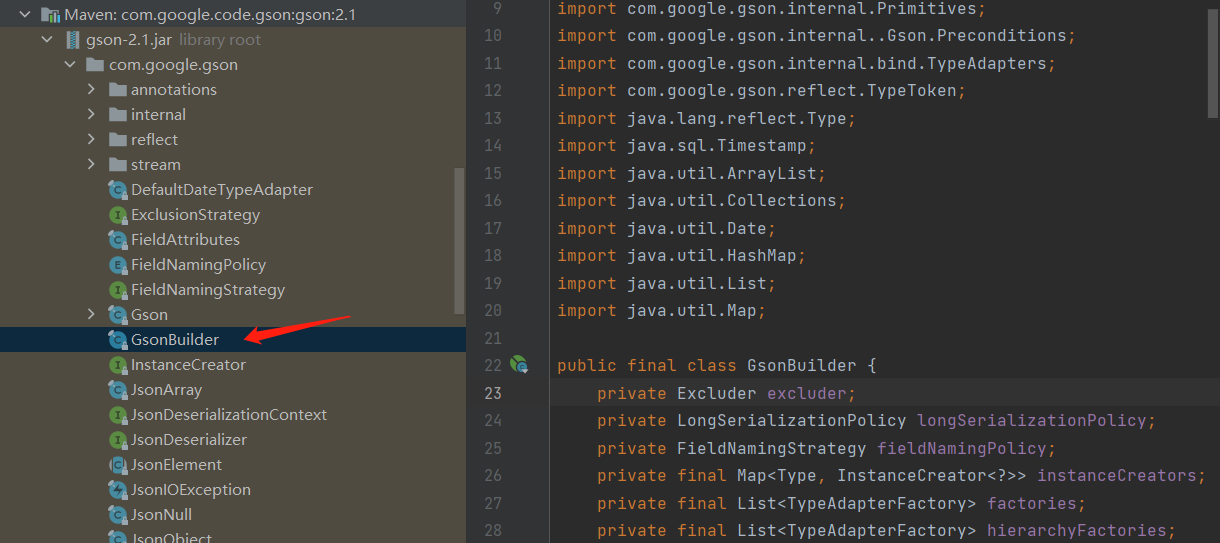 Maven: com.google.code.gson:gson:2.1
gson-2.1.jar library root
com.google.gson
annotations
internal
reflect
stream
DefaultDateTypeAdapter
ExclusionStrategy
FieldAttributes
FieldNamingPolicy
FieldNamingStrategy
Gson
GsonBuilder
InstanceCreator
JsonArray
JsonDeserializationContext
JsonDeserializer
JsonElement
JsonIOException
JsonNull
JsonObject
9 import com.google.gson.internal.Primitives;
10 import com.google.gson.internal..Gson.Preconditions;
11 import com.google.gson.internal.bind.TypeAdapters;
12 import com.google.gson.reflect.TypeToken;
13 import java.lang.reflect.Type;
14 import java.sql.Timestamp;
15 import java.util.ArrayList;
16 import java.util.Collections;
17 import java.util.Date;
18 import java.util.HashMap;
19 import java.util.List;
20 import java.util.Map;
21
22 public final class GsonBuilder {
23 private Excluder excluder;
24 private LongSerializationPolicy longSerializationPolicy;
25 private FieldNamingStrategy fieldNamingPolicy;
26 private final Map<Type, InstanceCreator<?>> instanceCreators;
27 private final List<TypeAdapterFactory> factories;
28 private final List<TypeAdapterFactory> hierarchyFactories;